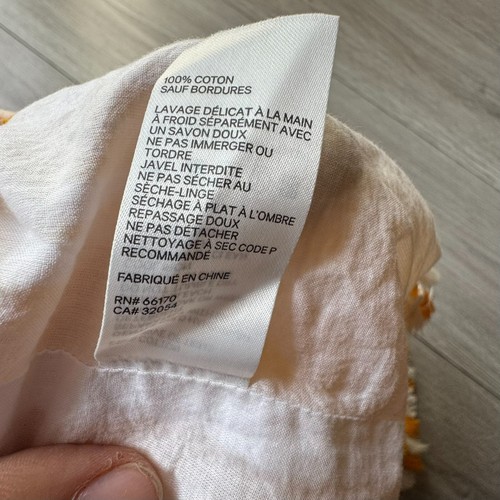 100% COTON
SAUF BORDURES
LAVAGE DÉLICAT À LA MAIN
À FROID SÉPARÉMENT AVEC
UN SAVON DOUX
NE PAS IMMERGER OU
TORDRE
JAVEL INTERDITE
NE PAS SÉCHER AU
SÈCHE-LINGE
SÉCHAGE À PLAT À L'OMBRE
REPASSAGE DOUX
NE PAS DÉTACHER
NETTOYAGE À SEC CODE P
RECOMMANDÉ
FABRIQUÉ EN CHINE
RN# 66170
CA# 32054